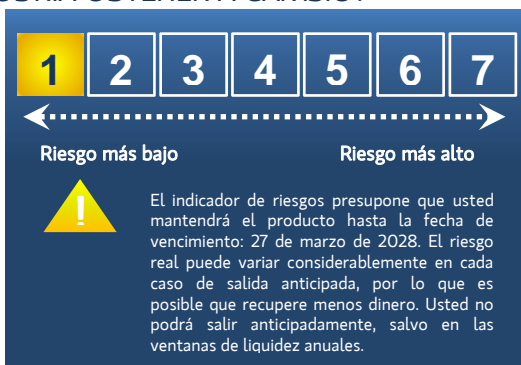 1 2 3 4 5 6 7
Riesgo más bajo Riesgo más alto
!
El indicador de riesgos presupone que usted
mantendrá el producto hasta la fecha de
vencimiento: 27 de marzo de 2028. El riesgo
real puede variar considerablemente en cada
caso de salida anticipada, por lo que es
posible que recupere menos dinero. Usted no
podrá salir anticipadamente, salvo en las
ventanas de liquidez anuales.